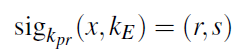 sig_{k_{pr}}(x, k_E) = (r, s)